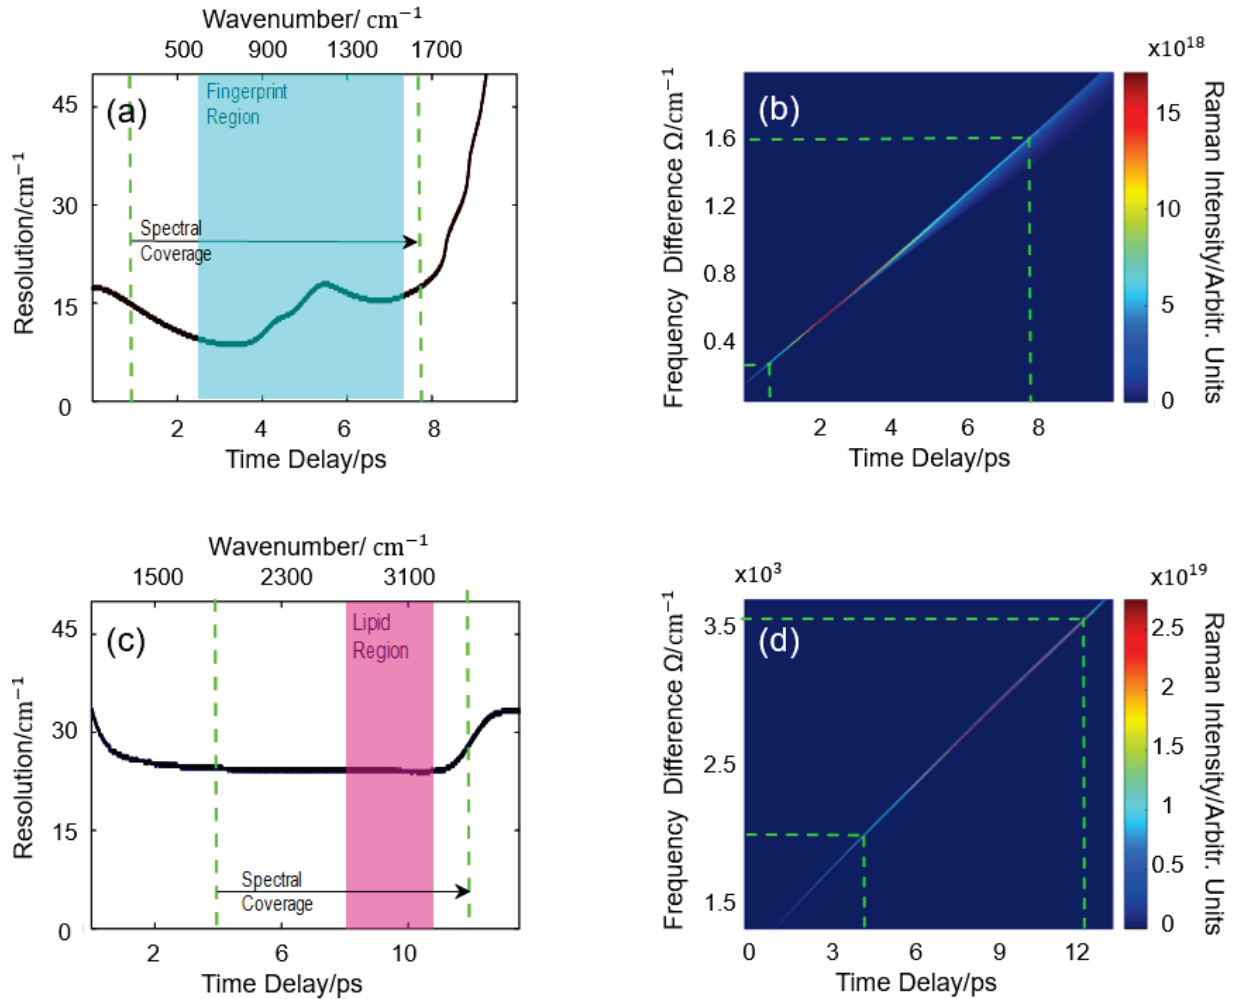 Wavenumber/ cm⁻¹
500 900 1300 1700
45
30
15
0
Resolution/cm⁻¹
(a)
Fingerprint
Region
Spectral
Coverage
2 4 6 8
Time Delay/ps
x10¹⁸
(b)
1.6
1.2
0.8
0.4
Frequency Difference Ω/cm⁻¹
2 4 6 8
Time Delay/ps
15
10
5
0
Raman Intensity/Arbitr. Units
Wavenumber/ cm⁻¹
1500 2300 3100
45
30
15
0
Resolution/cm⁻¹
(c)
Lipid
Region
Spectral
Coverage
2 6 10
Time Delay/ps
x10³
x10¹⁹
(d)
3.5
2.5
1.5
Frequency Difference Ω/cm⁻¹
0 3 6 9 12
Time Delay/ps
2.5
2
1.5
1
0.5
0
Raman Intensity/Arbitr. Units